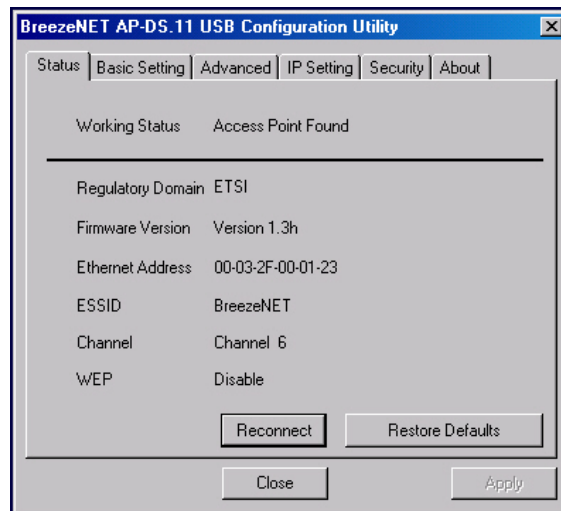 BreezeNET AP-DS.11 USB Configuration Utility
Status Basic Setting Advanced IP Setting Security About
Working Status Access Point Found
Regulatory Domain ETSI
Firmware Version Version 1.3h
Ethernet Address 00-03-2F-00-01-23
ESSID BreezeNET
Channel Channel 6
WEP Disable
Reconnect Restore Defaults
Close Apply